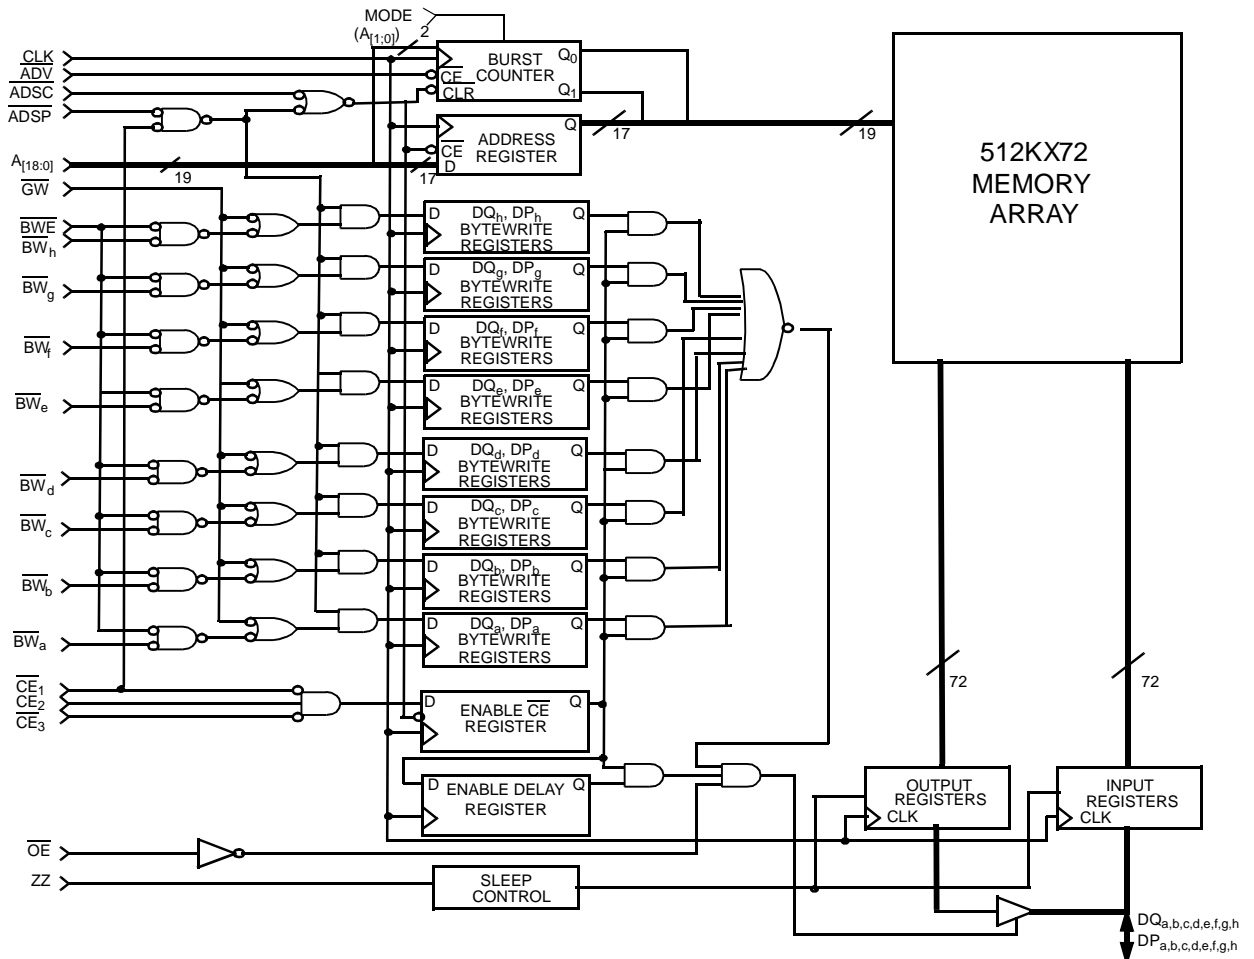 MODE
(A[1;0])
2
CLK
ADV
ADSC
ADSP
A[18:0]
19
GW
BWE
BWh
BWg
BWf
BWe
BWd
BWc
BWb
BWa
CE1
CE2
CE3
OE
ZZ
BURST
COUNTER
CE
CLR
Q0
Q1
ADDRESS
REGISTER
CE
D
Q
17
17
19
512KX72
MEMORY
ARRAY
D
DQh, DPh
Q
BYTEWRITE
REGISTERS
D
DQg, DPg
Q
BYTEWRITE
REGISTERS
D
DQf, DPf
Q
BYTEWRITE
REGISTERS
D
DQe, DPe
Q
BYTEWRITE
REGISTERS
D
DQd, DPd
Q
BYTEWRITE
REGISTERS
D
DQc, DPc
Q
BYTEWRITE
REGISTERS
D
DQb, DPb
Q
BYTEWRITE
REGISTERS
D
DQa, DPa
Q
BYTEWRITE
REGISTERS
D
ENABLE CE
Q
REGISTER
D
ENABLE DELAY
Q
REGISTER
SLEEP
CONTROL
72
72
OUTPUT
REGISTERS
CLK
INPUT
REGISTERS
CLK
DQa,b,c,d,e,f,g,h
DPa,b,c,d,e,f,g,h